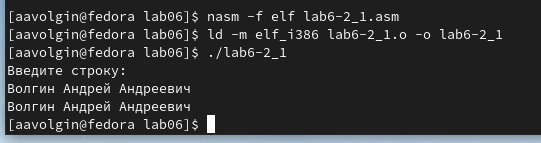 [aavolgin@fedora lab06]$ nasm -f elf lab6-2_1.asm
[aavolgin@fedora lab06]$ ld -m elf_i386 lab6-2_1.o -o lab6-2_1
[aavolgin@fedora lab06]$ ./lab6-2_1
Введите строку:
Волгин Андрей Андреевич
Волгин Андрей Андреевич
[aavolgin@fedora lab06]$